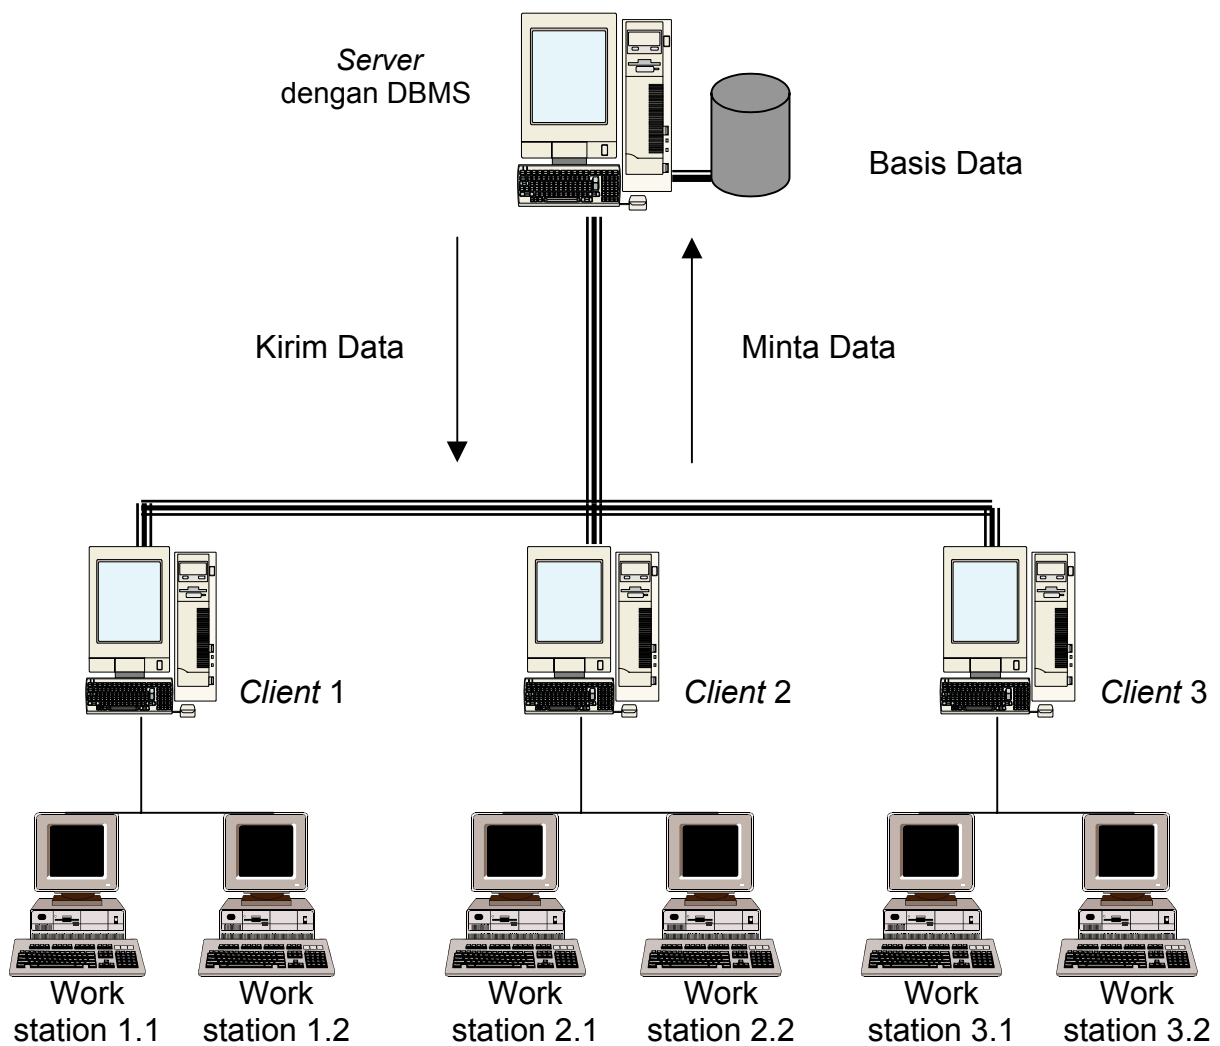 Server
dengan DBMS
Basis Data
Kirim Data
Minta Data
Client 1
Client 2
Client 3
Work
station 1.1
Work
station 1.2
Work
station 2.1
Work
station 2.2
Work
station 3.1
Work
station 3.2